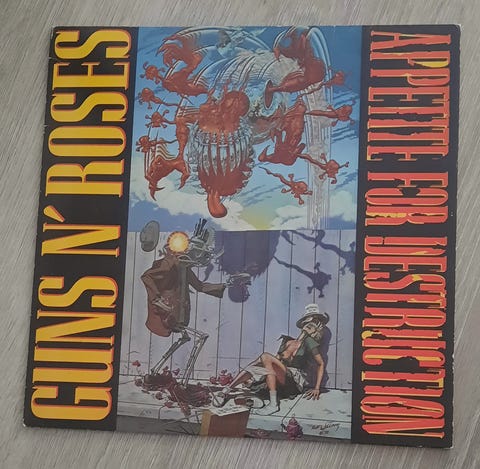 GUNS N' ROSES
APPETITE FOR DESTRUCTION